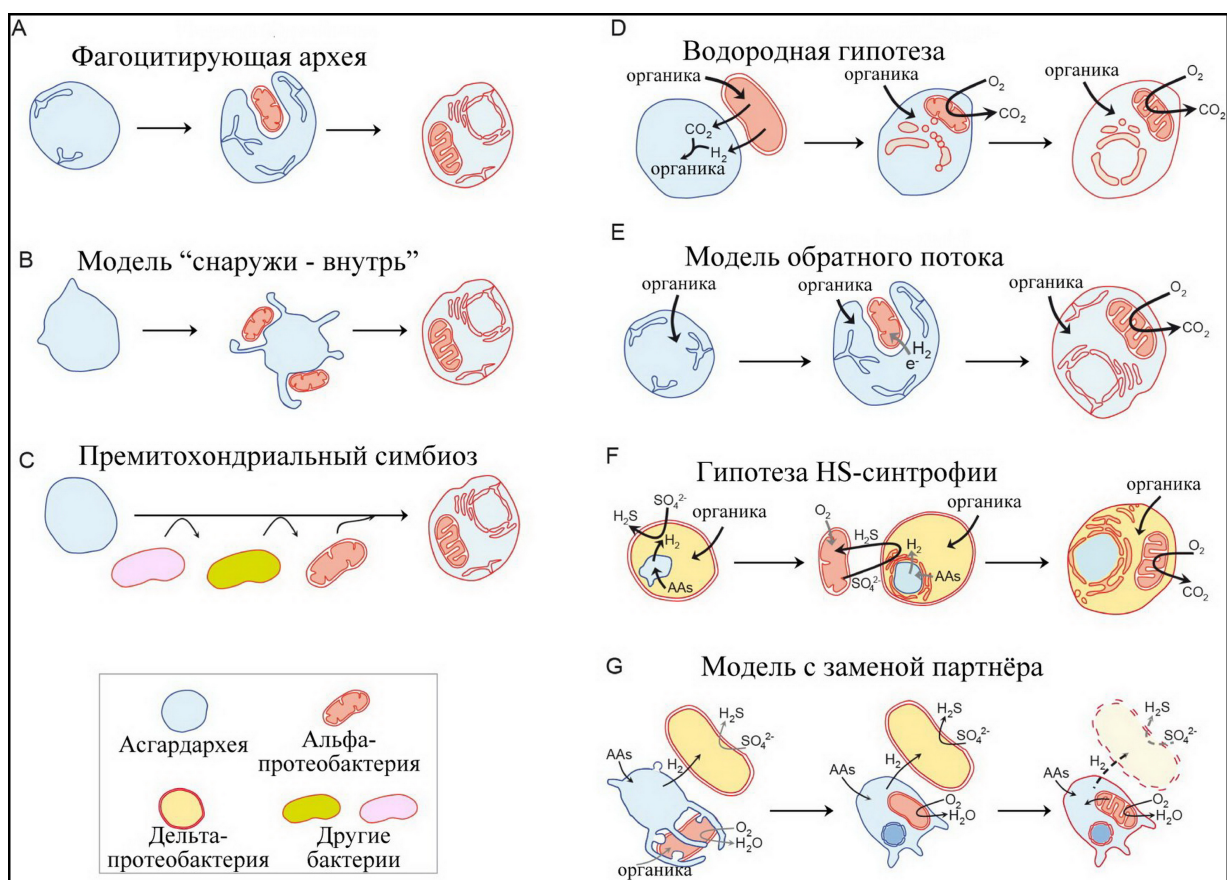 A
Фагоцитирующая архея
B
Модель “снаружи - внутрь”
C
Премитохондриальный симбиоз
Асгардархея
Альфа-
протеобактерия
Дельта-
протеобактерия
Другие
бактерии
D
Водородная гипотеза
органика
CO₂
H₂
органика
органика
O₂
CO₂
органика
O₂
CO₂
E
Модель обратного потока
органика
органика
H₂
e⁻
органика
O₂
CO₂
F
Гипотеза HS-синтрофии
H₂S
SO₄²⁻
органика
H₂
AAs
O₂
H₂S
SO₄²⁻
H₂
AAs
органика
органика
O₂
CO₂
G
Модель с заменой партнёра
H₂S
SO₄²⁻
AAs
H₂
O₂
H₂O
органика
H₂S
SO₄²⁻
AAs
H₂
O₂
H₂O
H₂S
SO₄²⁻
AAs
H₂
O₂
H₂O